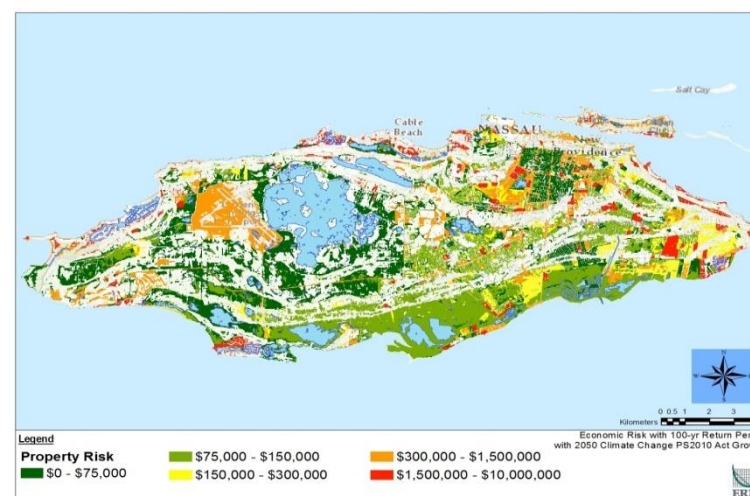 Salt Cay
Cable
Beach
NASSAU
New
Providence
N
W
S
Kilometers
0 0.5 1 2 3
Economic Risk with 100-yr Return Per
with 2050 Climate Change PS2010 Act Gro
Legend
Property Risk
$0 - $75,000
$75,000 - $150,000
$150,000 - $300,000
$300,000 - $1,500,000
$1,500,000 - $10,000,000